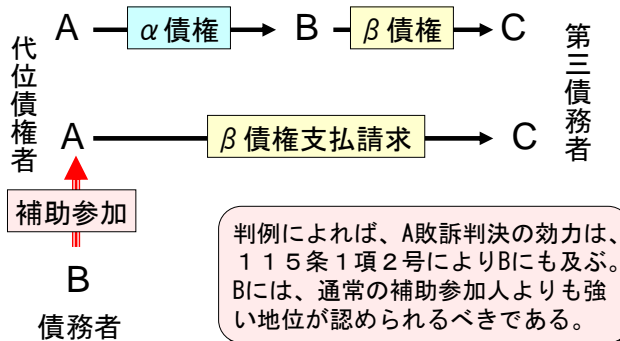 A α債権 B β債権 C
代位債権者
第三債務者
A β債権支払請求 C
補助参加
B
債務者
判例によれば、A敗訴判決の効力は、
１１５条１項２号によりBにも及ぶ。
Bには、通常の補助参加人よりも強
い地位が認められるべきである。